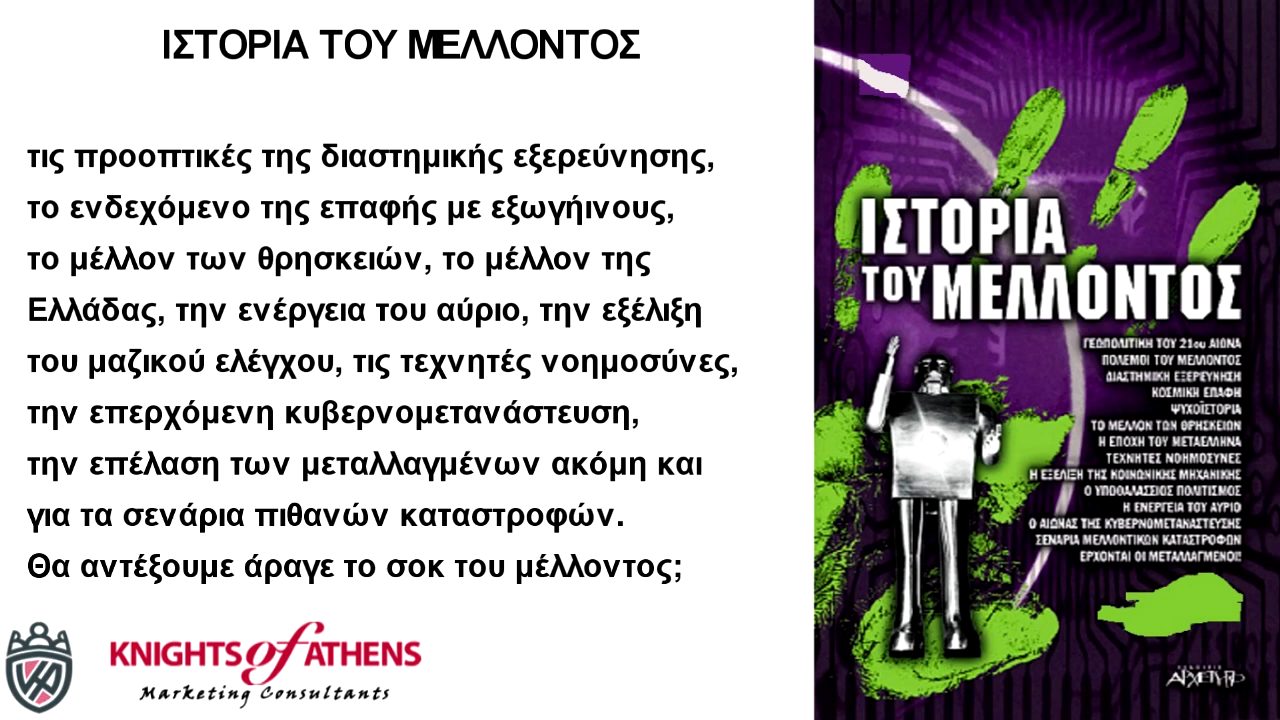 ΙΣΤΟΡΙΑ ΤΟΥ ΜΕΛΛΟΝΤΟΣ
τις προοπτικές της διαστημικής εξερεύνησης,
το ενδεχόμενο της επαφής με εξωγήινους,
το μέλλον των θρησκειών, το μέλλον της
Ελλάδας, την ενέργεια του αύριο, την εξέλιξη
του μαζικού ελέγχου, τις τεχνητές νοημοσύνες,
την επερχόμενη κυβερνομετανάστευση,
την επέλαση των μεταλλαγμένων ακόμη και
για τα σενάρια πιθανών καταστροφών.
Θα αντέξουμε άραγε το σοκ του μέλλοντος;
KNIGHTS of ATHENS
Marketing Consultants
ΙΣΤΟΡΙΑ
ΤΟΥ ΜΕΛΛΟΝΤΟΣ
ΓΕΩΠΟΛΙΤΙΚΗ ΤΟΥ 21ου ΑΙΩΝΑ
ΠΟΛΕΜΟΙ ΤΟΥ ΜΕΛΛΟΝΤΟΣ
ΔΙΑΣΤΗΜΙΚΗ ΕΞΕΡΕΥΝΗΣΗ
ΚΟΣΜΙΚΗ ΕΠΑΦΗ
ΨΥΧΟΪΣΤΟΡΙΑ
ΤΟ ΜΕΛΛΟΝ ΤΩΝ ΘΡΗΣΚΕΙΩΝ
Η ΕΠΟΧΗ ΤΟΥ ΜΕΤΑΕΛΛΗΝΑ
ΤΕΧΝΗΤΕΣ ΝΟΗΜΟΣΥΝΕΣ
Η ΕΞΕΛΙΞΗ ΤΗΣ ΚΟΙΝΩΝΙΚΗΣ ΜΗΧΑΝΙΚΗΣ
Ο ΥΠΟΘΑΛΑΣΣΙΟΣ ΠΟΛΙΤΙΣΜΟΣ
Η ΕΝΕΡΓΕΙΑ ΤΟΥ ΑΥΡΙΟ
Ο ΑΙΩΝΑΣ ΤΗΣ ΚΥΒΕΡΝΟΜΕΤΑΝΑΣΤΕΥΣΗΣ
ΣΕΝΑΡΙΑ ΜΕΛΛΟΝΤΙΚΩΝ ΚΑΤΑΣΤΡΟΦΩΝ
ΕΡΧΟΝΤΑΙ ΟΙ ΜΕΤΑΛΛΑΓΜΕΝΟΙ!
ΕΚΔΟΣΕΙΣ
ΑΡΧΕΤΥΠΟ